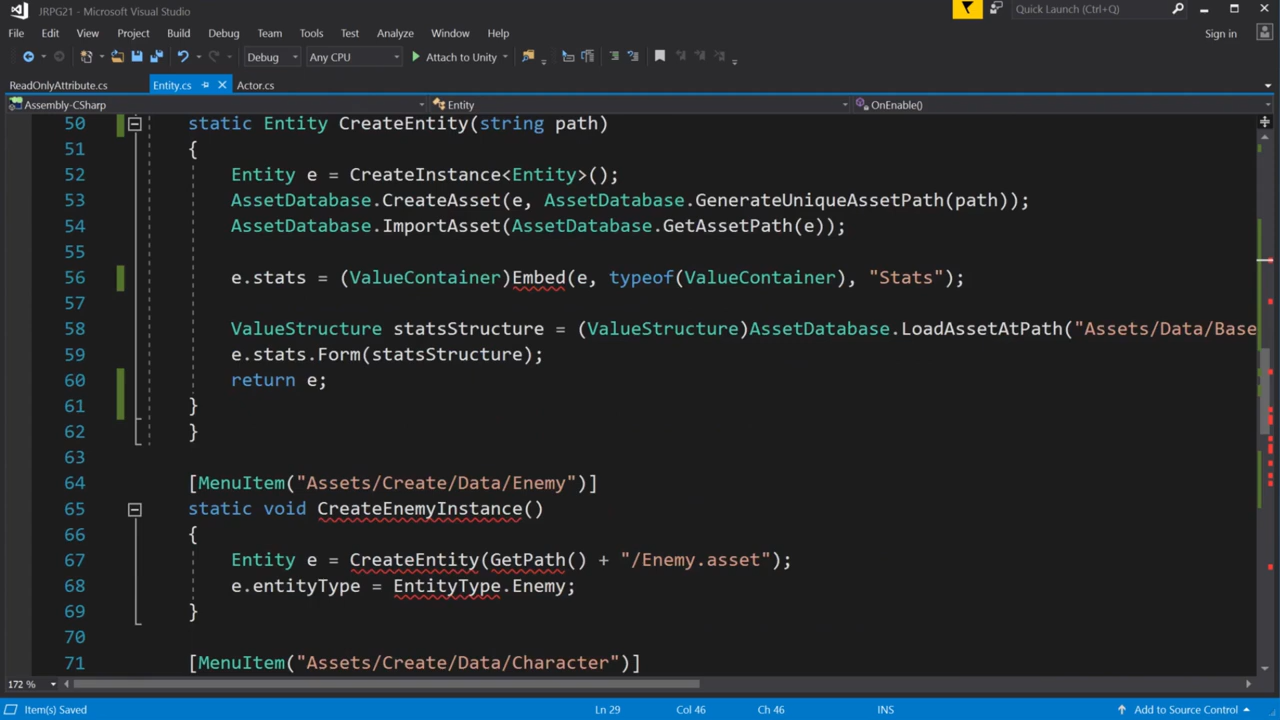 JRPG21 - Microsoft Visual Studio
Quick Launch (Ctrl+Q)
File Edit View Project Build Debug Team Tools Test Analyze Window Help
Sign in
Debug Any CPU Attach to Unity
ReadOnlyAttribute.cs Entity.cs Actor.cs
Assembly-CSharp Entity OnEnable()
50 static Entity CreateEntity(string path)
51 {
52 Entity e = CreateInstance<Entity>();
53 AssetDatabase.CreateAsset(e, AssetDatabase.GenerateUniqueAssetPath(path));
54 AssetDatabase.ImportAsset(AssetDatabase.GetAssetPath(e));
55
56 e.stats = (ValueContainer)Embed(e, typeof(ValueContainer), "Stats");
57
58 ValueStructure statsStructure = (ValueStructure)AssetDatabase.LoadAssetAtPath("Assets/Data/Base
59 e.stats.Form(statsStructure);
60 return e;
61 }
62 }
63
64 [MenuItem("Assets/Create/Data/Enemy")]
65 static void CreateEnemyInstance()
66 {
67 Entity e = CreateEntity(GetPath() + "/Enemy.asset");
68 e.entityType = EntityType.Enemy;
69 }
70
71 [MenuItem("Assets/Create/Data/Character")]
172 %
Item(s) Saved Ln 29 Col 46 Ch 46 INS Add to Source Control